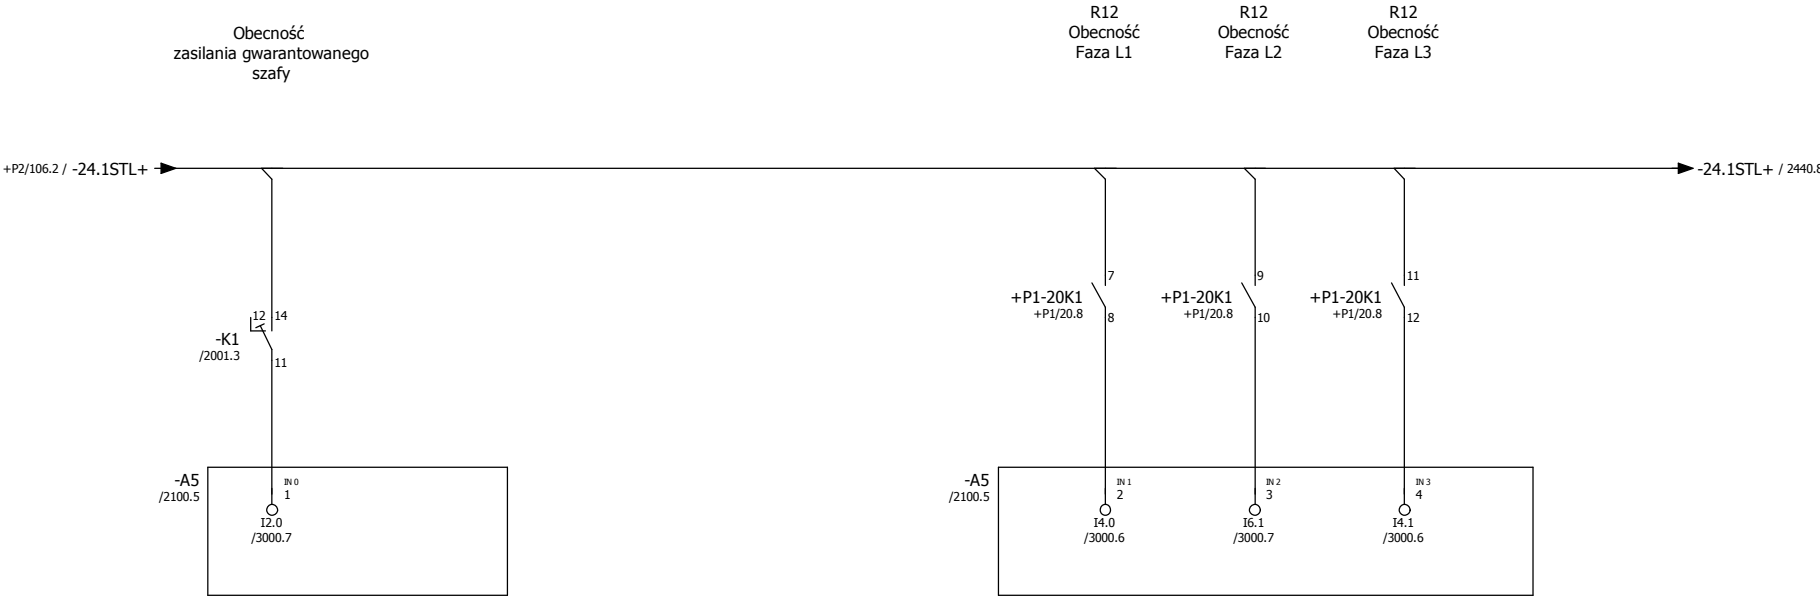 Obecność
zasilania gwarantowanego
szafy
R12
Obecność
Faza L1
R12
Obecność
Faza L2
R12
Obecność
Faza L3
+P2/106.2 / -24.1STL+
-24.1STL+ / 2440.8
12 14
-K1
/2001.3
11
7
+P1-20K1
+P1/20.8
8
9
+P1-20K1
+P1/20.8
10
11
+P1-20K1
+P1/20.8
12
-A5
/2100.5
IN 0
1
I2.0
/3000.7
-A5
/2100.5
IN 1
2
I4.0
/3000.6
IN 2
3
I6.1
/3000.7
IN 3
4
I4.1
/3000.6